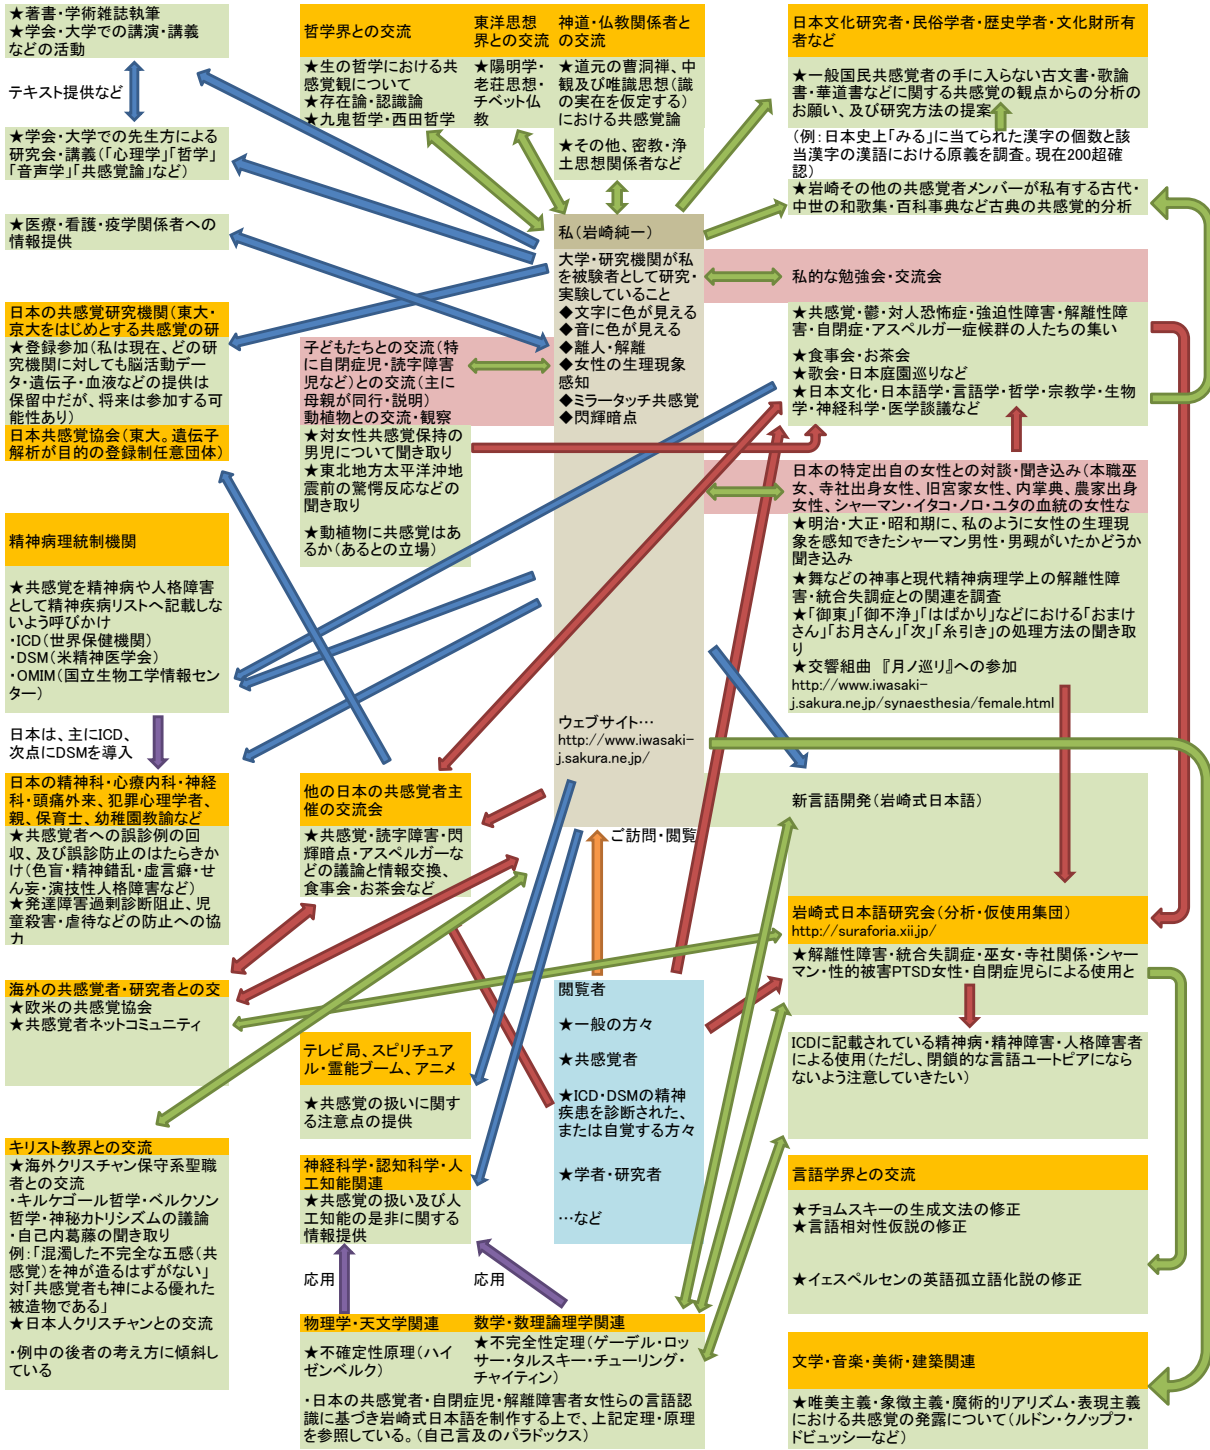 ★著書・学術雑誌執筆
★学会・大学での講演・講義
などの活動
テキスト提供など
★学会・大学での先生方による
研究会・講義(「心理学」「哲学」
「音声学」「共感覚論」など)
★医療・看護・疫学関係者への
情報提供
日本の共感覚研究機関(東大・
京大をはじめとする共感覚の研
★登録参加(私は現在、どの研
究機関に対しても脳活動デー
タ・遺伝子・血液などの提供は
保留中だが、将来は参加する可
能性あり)
日本共感覚協会(東大。遺伝子
解析が目的の登録制任意団体)
精神病理統制機関
★共感覚を精神病や人格障害
として精神疾病リストへ記載しな
いよう呼びかけ
・ICD(世界保健機関)
・DSM(米精神医学会)
・OMIM(国立生物工学情報セン
ター)
日本は、主にICD、
次点にDSMを導入
日本の精神科・心療内科・神経
科・頭痛外来、犯罪心理学者、
親、保育士、幼稚園教諭など
★共感覚者への誤診例の回
収、及び誤診防止のはたらきか
け(色盲・精神錯乱・虚言癖・せ
ん妄・演技性人格障害など)
★発達障害過剰診断阻止、児
童殺害・虐待などの防止への協
力
海外の共感覚者・研究者との交
★欧米の共感覚協会
★共感覚者ネットコミュニティ
キリスト教界との交流
★海外クリスチャン保守系聖職
者との交流
・キルケゴール哲学・ベルクソン
哲学・神秘カトリシズムの議論
・自己内葛藤の聞き取り
例:「混濁した不完全な五感(共
感覚)を神が造るはずがない」
対「共感覚者も神による優れた
被造物である」
★日本人クリスチャンとの交流
・例中の後者の考え方に傾斜し
ている
哲学界との交流
★生の哲学における共
感覚観について
★存在論・認識論
★九鬼哲学・西田哲学
東洋思想
界との交流
★陽明学・
老荘思想・
チベット仏
教
神道・仏教関係者と
の交流
★道元の曹洞禅、中
観及び唯識思想(識
の実在を仮定する)
における共感覚論
★その他、密教・浄
土思想関係者など
私(岩崎純一)
大学・研究機関が私
を被験者として研究・
実験していること
◆文字に色が見える
◆音に色が見える
◆離人・解離
◆女性の生理現象
感知
◆ミラータッチ共感覚
◆閃輝暗点
ウェブサイト…
http://www.iwasaki-
j.sakura.ne.jp/
ご訪問・閲覧
子どもたちとの交流(特
に自閉症児・読字障害
児など)との交流(主に
母親が同行・説明)
動植物との交流・観察
★対女性共感覚保持の
男児について聞き取り
★東北地方太平洋沖地
震前の驚愕反応などの
聞き取り
★動植物に共感覚はあ
るか(あるとの立場)
他の日本の共感覚者主
催の交流会
★共感覚・読字障害・閃
輝暗点・アスペルガーな
どの議論と情報交換、
食事会・お茶会など
閲覧者
★一般の方々
★共感覚者
★ICD・DSMの精神
疾患を診断された、
または自覚する方々
★学者・研究者
…など
テレビ局、スピリチュア
ル・霊能ブーム、アニメ
★共感覚の扱いに関す
る注意点の提供
神経科学・認知科学・人
工知能関連
★共感覚の扱い及び人
工知能の是非に関する
情報提供
応用
応用
物理学・天文学関連
★不確定性原理(ハイ
ゼンベルク)
数学・数理論理学関連
★不完全性定理(ゲーデル・ロッ
サー・タルスキー・チューリング・
チャイティン)
・日本の共感覚者・自閉症児・解離障害者女性らの言語認
識に基づき岩崎式日本語を制作する上で、上記定理・原理
を参照している。(自己言及のパラドックス)
日本文化研究者・民俗学者・歴史学者・文化財所有
者など
★一般国民共感覚者の手に入らない古文書・歌論
書・華道書などに関する共感覚の観点からの分析の
お願い、及び研究方法の提案
(例:日本史上「みる」に当てられた漢字の個数と該
当漢字の漢語における原義を調査。現在200超確
認)
★岩崎その他の共感覚者メンバーが私有する古代・
中世の和歌集・百科事典など古典の共感覚的分析
私的な勉強会・交流会
★共感覚・鬱・対人恐怖症・強迫性障害・解離性障
害・自閉症・アスペルガー症候群の人たちの集い
★食事会・お茶会
★歌会・日本庭園巡りなど
★日本文化・日本語学・言語学・哲学・宗教学・生物
学・神経科学・医学談議など
日本の特定出自の女性との対談・聞き込み(本職巫
女、寺社出身女性、旧宮家女性、内掌典、農家出身
女性、シャーマン・イタコ・ノロ・ユタの血統の女性な
★明治・大正・昭和期に、私のように女性の生理現
象を感知できたシャーマン男性・男覡がいたかどうか
聞き込み
★舞などの神事と現代精神病理学上の解離性障
害・統合失調症との関連を調査
★「御東」「御不浄」「はばかり」などにおける「おまけ
さん」「お月さん」「次」「糸引き」の処理方法の聞き取
り
★交響組曲 『月ノ巡り』への参加
http://www.iwasaki-
j.sakura.ne.jp/synaesthesia/female.html
新言語開発(岩崎式日本語)
岩崎式日本語研究会(分析・仮使用集団)
http://suraforia.xii.jp/
★解離性障害・統合失調症・巫女・寺社関係・シャー
マン・性的被害PTSD女性・自閉症児らによる使用と
ICDに記載されている精神病・精神障害・人格障害者
による使用(ただし、閉鎖的な言語ユートピアになら
ないよう注意していきたい)
言語学界との交流
★チョムスキーの生成文法の修正
★言語相対性仮説の修正
★イェスペルセンの英語孤立語化説の修正
文学・音楽・美術・建築関連
★唯美主義・象徴主義・魔術的リアリズム・表現主義
における共感覚の発露について(ルドン・クノップフ・
ドビュッシーなど)